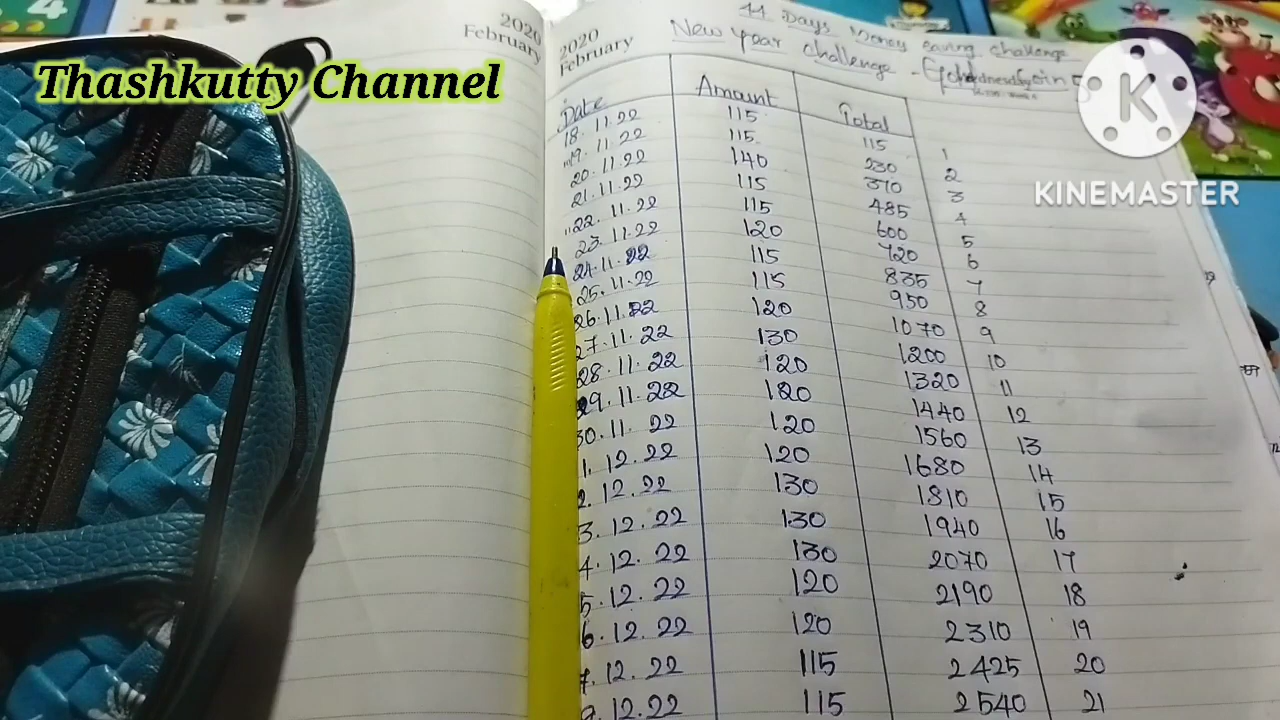 Thashkutty Channel
2020
February
2020
February
44 Days Money saving challenge
New year challenge - Gold coin
K
KINEMASTER
4
Date Amount Total
18. 11.22 115 115 1
19. 11.22 115 230 2
20. 11.22 140 370 3
21. 11.22 115 485 4
22. 11.22 115 600 5
23. 11.22 120 720 6
24.11.22 115 835 7
25. 11.22 115 950 8
26.11.22 120 1070 9
27.11.22 130 1200 10
28.11.22 120 1320 11
29.11.22 120 1440 12
30.11. 22 120 1560 13
1. 12.22 120 1680 14
2. 12.22 130 1810 15
3. 12.22 130 1940 16
4. 12.22 130 2070 17
5.12.22 120 2190 18
6.12.22 120 2310 19
7.12.22 115 2425 20
.12.22 115 2540 21